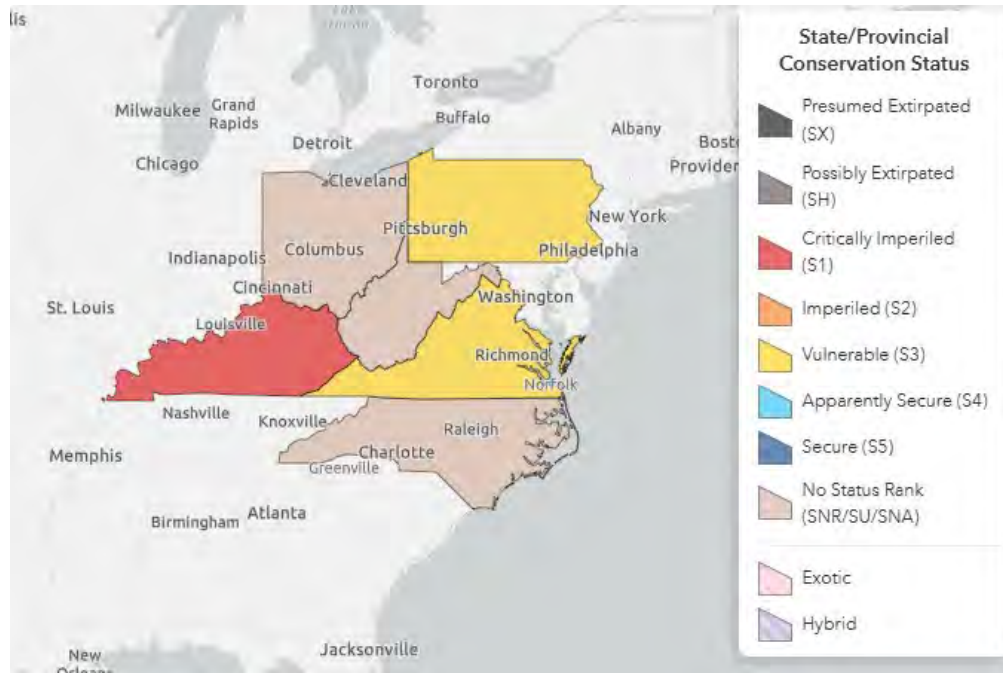 Toronto
Milwaukee
Grand
Rapids
Buffalo
Albany
Detroit
Chicago
Cleveland
New York
Pittsburgh
Philadelphia
Columbus
Indianapolis
Cincinnati
Washington
St. Louis
Louisville
Richmond
Norfolk
Nashville
Knoxville
Raleigh
Memphis
Charlotte
Greenville
Birmingham
Atlanta
Jacksonville
New
State/Provincial
Conservation Status
Presumed Extirpated
(SX)
Possibly Extirpated
(SH)
Critically Imperiled
(S1)
Imperiled (S2)
Vulnerable (S3)
Apparently Secure (S4)
Secure (S5)
No Status Rank
(SNR/SU/SNA)
Exotic
Hybrid